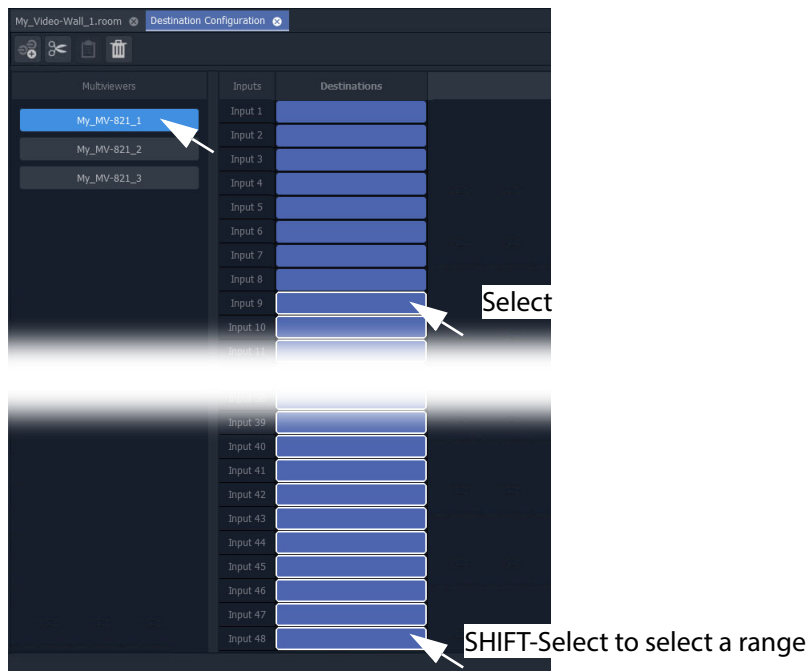 My_Video-Wall_1.room Destination Configuration
Multiviewers Inputs Destinations
My_MV-821_1
My_MV-821_2
My_MV-821_3
Input 1
Input 2
Input 3
Input 4
Input 5
Input 6
Input 7
Input 8
Input 9
Select
Input 10
Input 11
Input 39
Input 40
Input 41
Input 42
Input 43
Input 44
Input 45
Input 46
Input 47
Input 48
SHIFT-Select to select a range